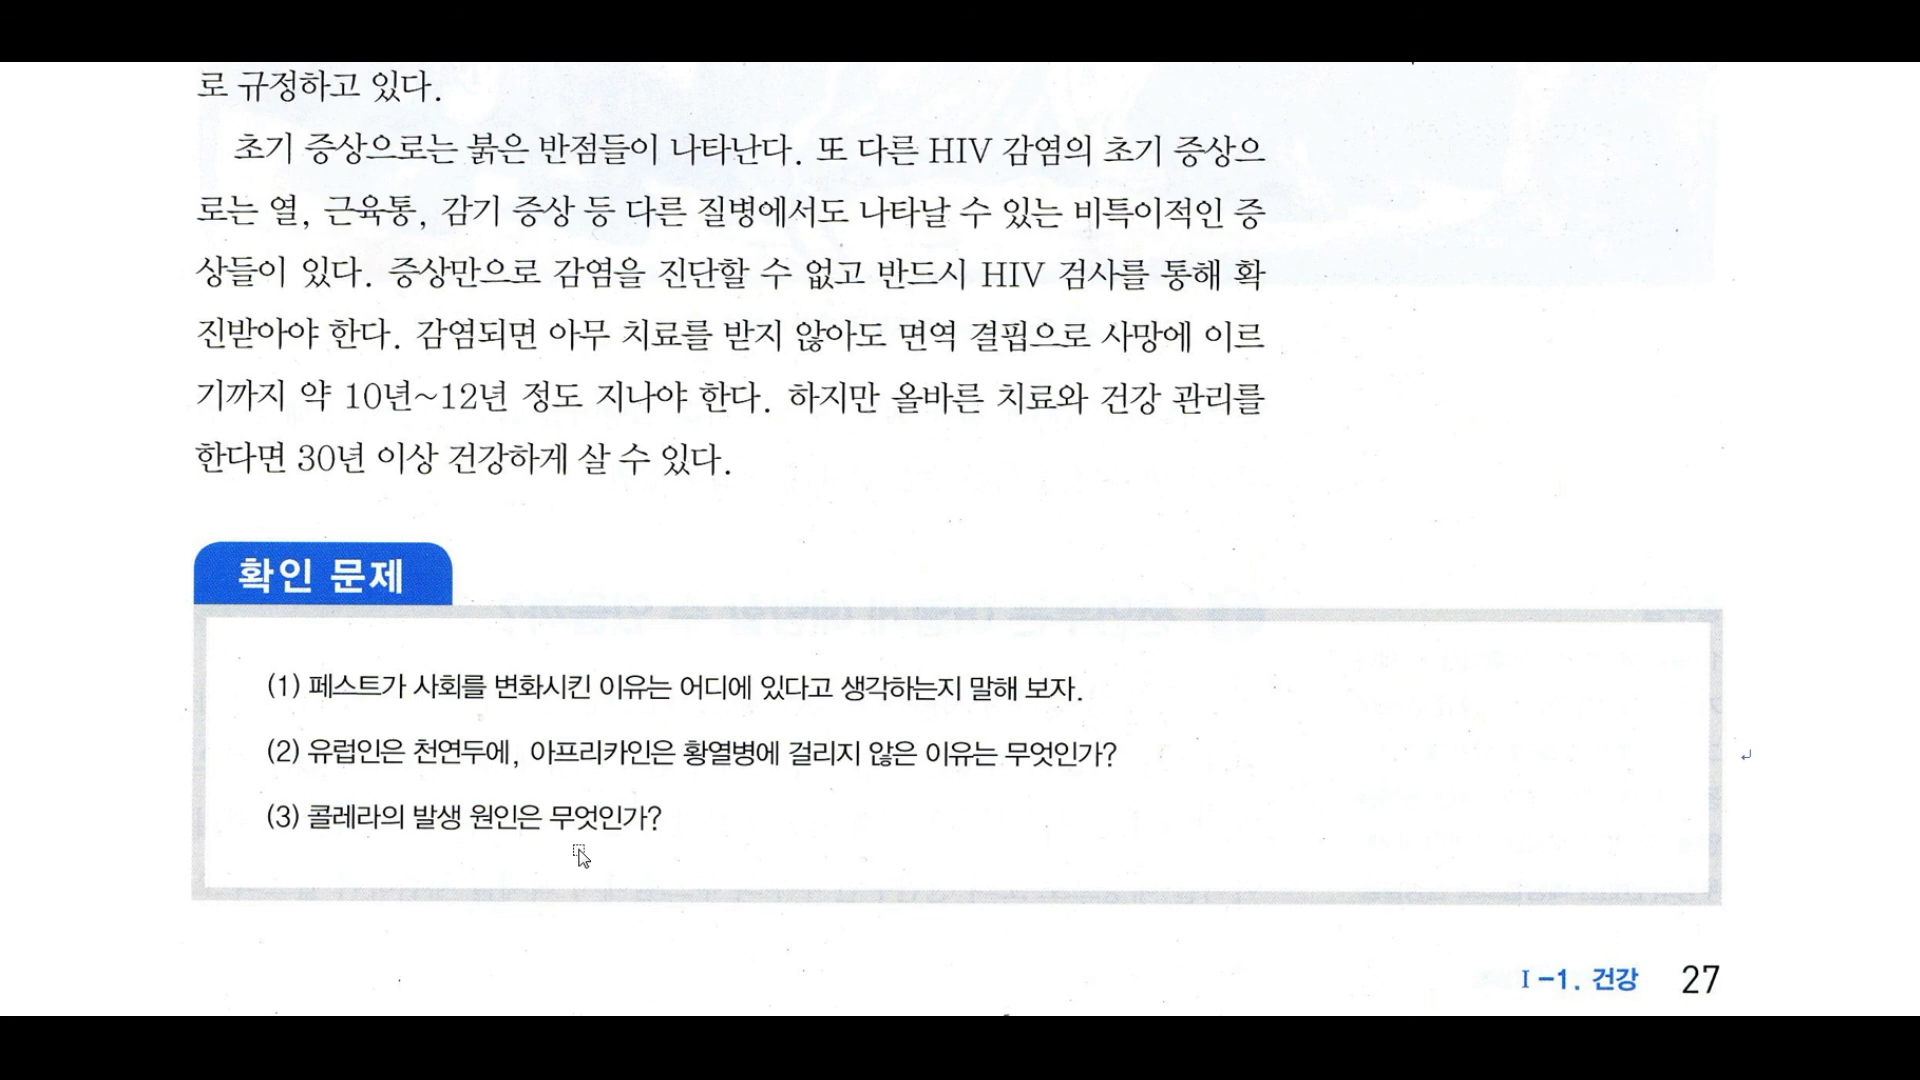 로 규정하고 있다.
초기 증상으로는 붉은 반점들이 나타난다. 또 다른 HIV 감염의 초기 증상으
로는 열, 근육통, 감기 증상 등 다른 질병에서도 나타날 수 있는 비특이적인 증
상들이 있다. 증상만으로 감염을 진단할 수 없고 반드시 HIV 검사를 통해 확
진받아야 한다. 감염되면 아무 치료를 받지 않아도 면역 결핍으로 사망에 이르
기까지 약 10년~12년 정도 지나야 한다. 하지만 올바른 치료와 건강 관리를
한다면 30년 이상 건강하게 살 수 있다.
확인 문제
(1) 페스트가 사회를 변화시킨 이유는 어디에 있다고 생각하는지 말해 보자.
(2) 유럽인은 천연두에, 아프리카인은 황열병에 걸리지 않은 이유는 무엇인가?
(3) 콜레라의 발생 원인은 무엇인가?
I-1. 건강 27